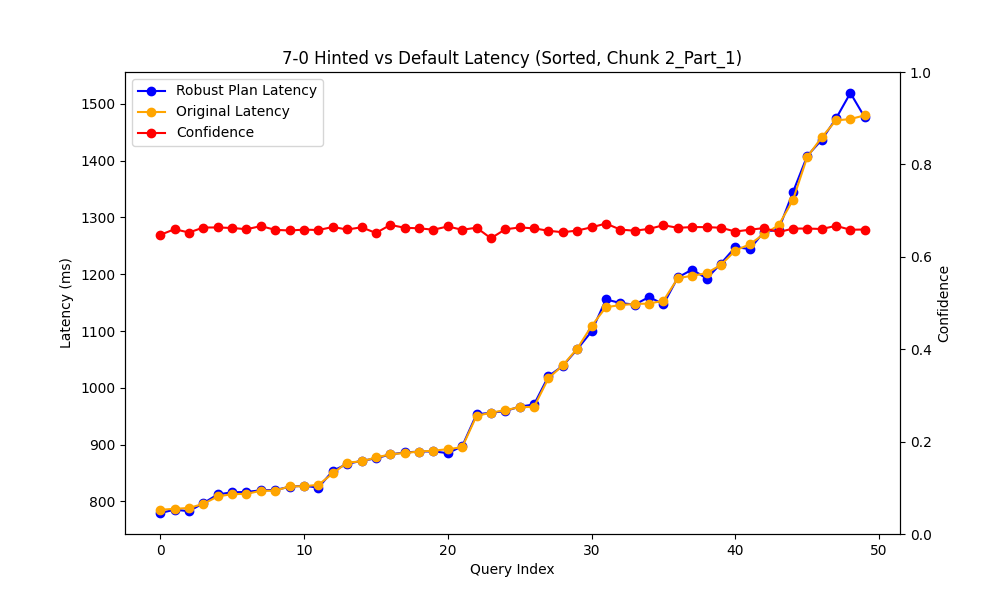 7-0 Hinted vs Default Latency (Sorted, Chunk 2_Part_1)
Robust Plan Latency
Original Latency
Confidence
1500
1400
1300
1200
1100
1000
900
800
Latency (ms)
1.0
0.8
0.6
0.4
0.2
0.0
Confidence
0 10 20 30 40 50
Query Index